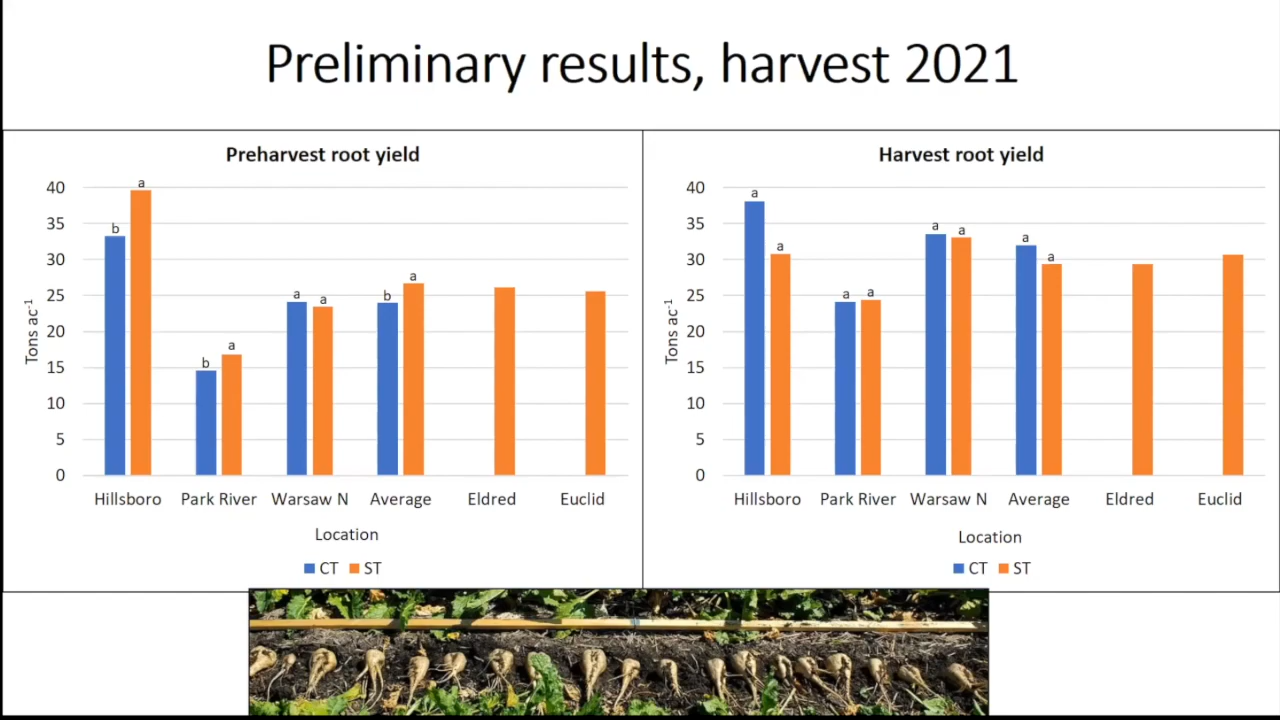 Preliminary results, harvest 2021
Preharvest root yield
40
35
30
25
20
15
10
5
0
Tons ac-1
b
a
b
a
a
a
b
a
Hillsboro Park River Warsaw N Average Eldred Euclid
Location
CT ST
Harvest root yield
40
35
30
25
20
15
10
5
0
Tons ac-1
a
a
a
a
a
a
a
a
Hillsboro Park River Warsaw N Average Eldred Euclid
Location
CT ST